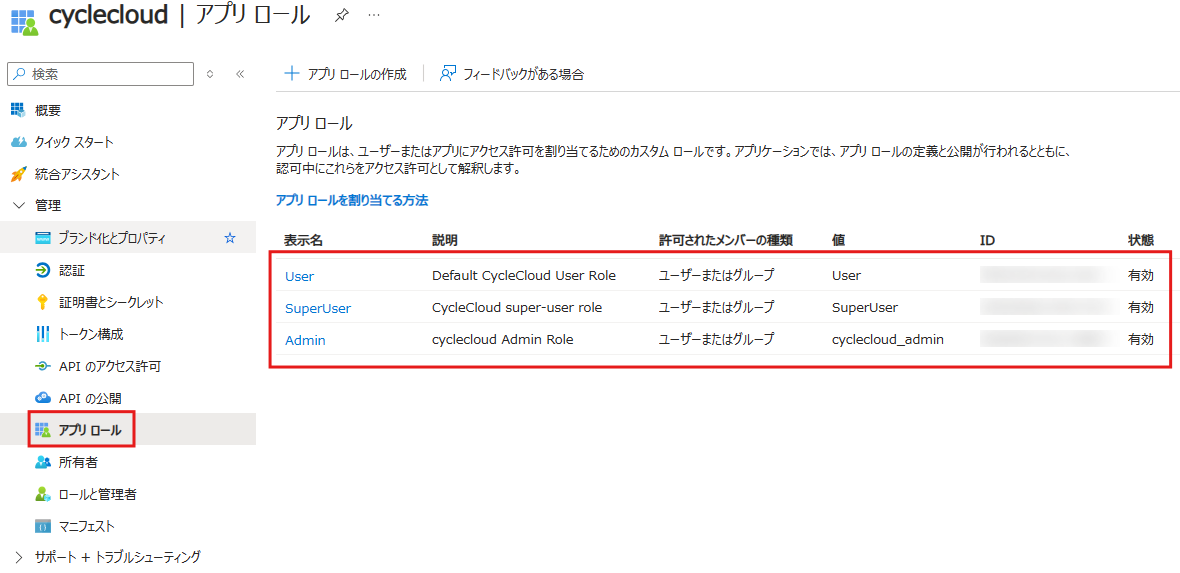 cyclecloud | アプリ ロール
検索
概要
クイック スタート
統合アシスタント
管理
ブランド化とプロパティ
認証
証明書とシークレット
トークン構成
API のアクセス許可
API の公開
アプリ ロール
所有者
ロールと管理者
マニフェスト
サポート + トラブルシューティング
アプリ ロールの作成
フィードバックがある場合
アプリ ロール
アプリ ロールは、ユーザーまたはアプリにアクセス許可を割り当てるためのカスタム ロールです。アプリケーションでは、アプリ ロールの定義と公開が行われるとともに、
認可中にこれらをアクセス許可として解釈します。
アプリ ロールを割り当てる方法
表示名 説明 許可されたメンバーの種類 値 ID 状態
User Default CycleCloud User Role ユーザーまたはグループ User 有効
SuperUser CycleCloud super-user role ユーザーまたはグループ SuperUser 有効
Admin cyclecloud Admin Role ユーザーまたはグループ cyclecloud_admin 有効